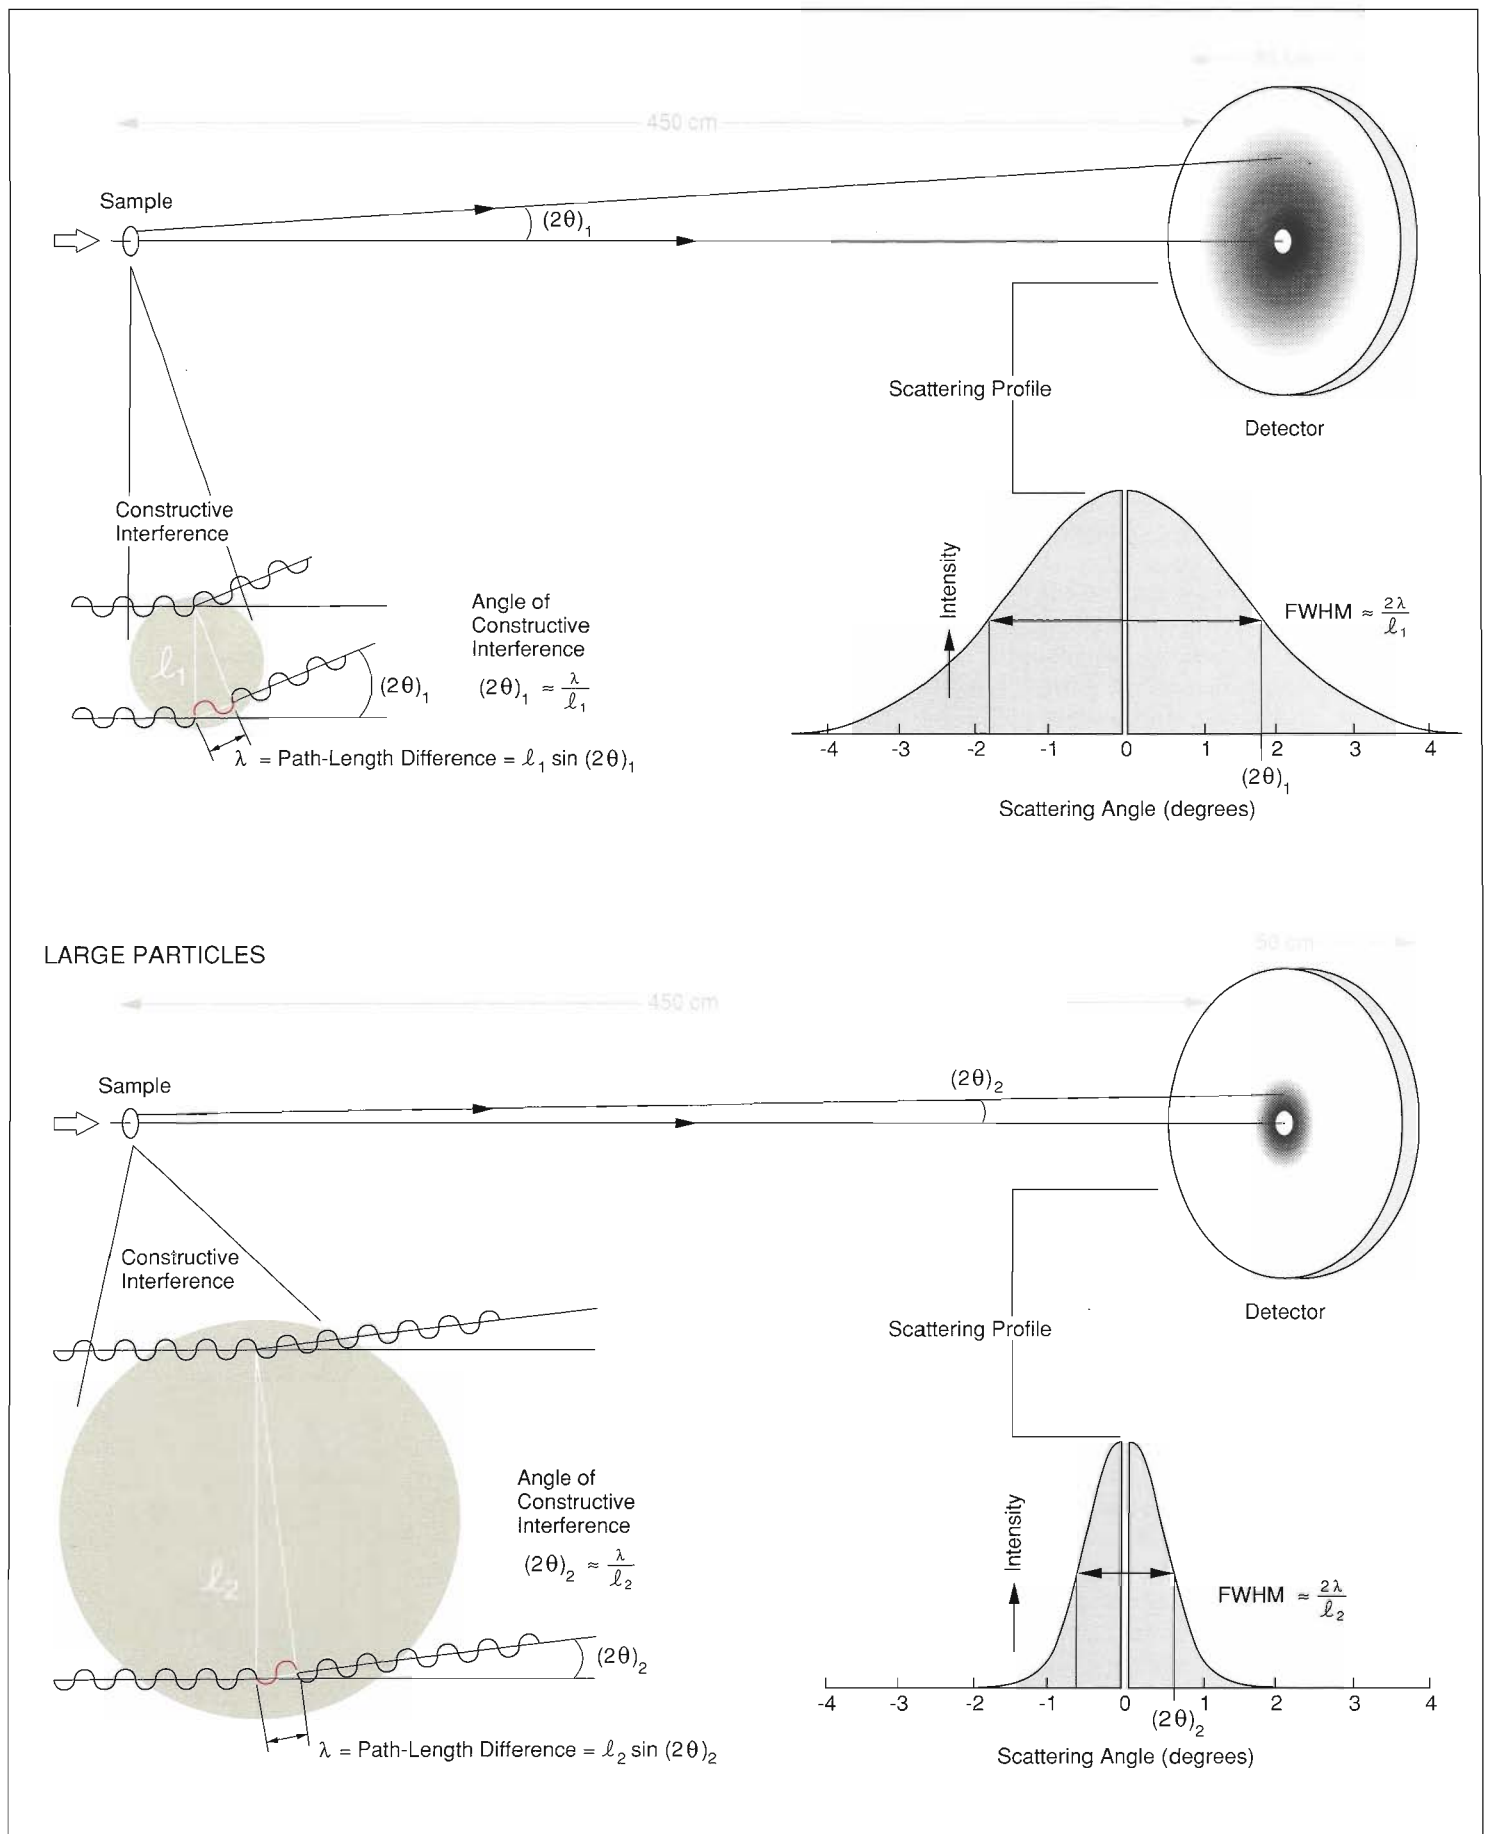 450 cm
Sample
(2θ)₁
Scattering Profile
Detector
Constructive
Interference
ℓ₁
(2θ)₁
Angle of
Constructive
Interference
(2θ)₁ ≈ λ/ℓ₁
λ = Path-Length Difference = ℓ₁ sin (2θ)₁
Intensity
FWHM ≈ 2λ/ℓ₁
-4 -3 -2 -1 0 1 2 3 4
(2θ)₁
Scattering Angle (degrees)
LARGE PARTICLES
50 cm
450 cm
Sample
(2θ)₂
Constructive
Interference
Detector
Scattering Profile
ℓ₂
Angle of
Constructive
Interference
(2θ)₂ ≈ λ/ℓ₂
(2θ)₂
λ = Path-Length Difference = ℓ₂ sin (2θ)₂
Intensity
FWHM ≈ 2λ/ℓ₂
-4 -3 -2 -1 0 1 2 3 4
(2θ)₂
Scattering Angle (degrees)